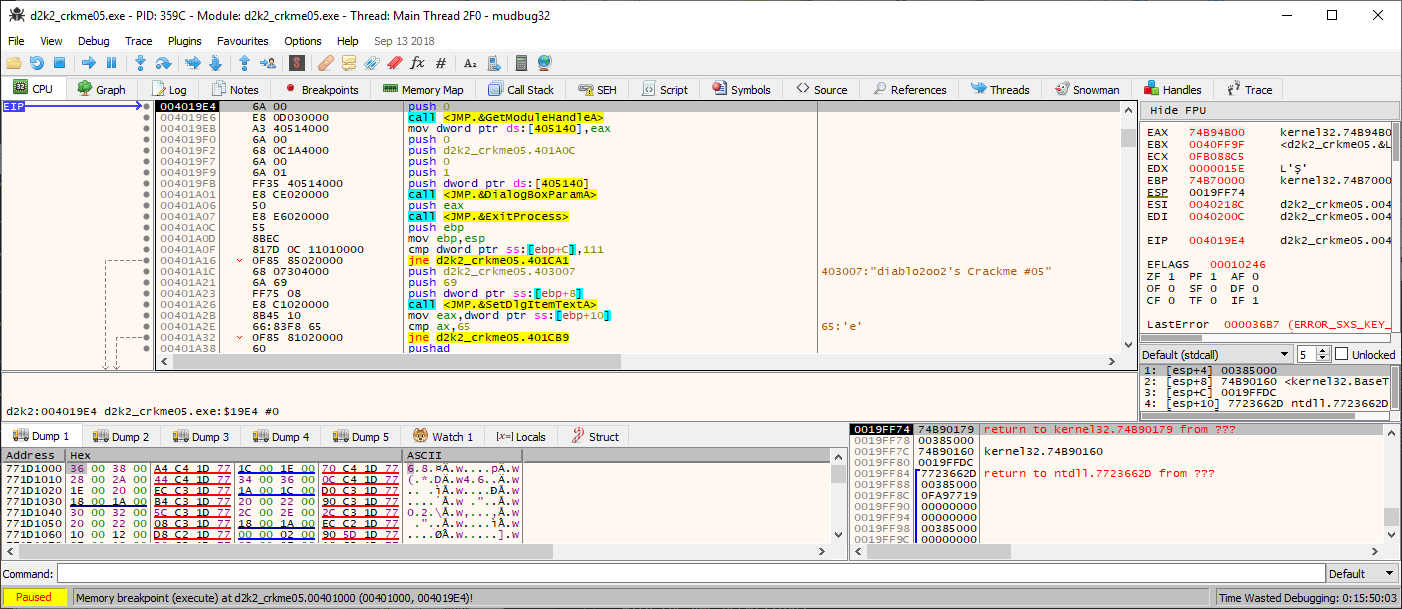 d2k2_crkme05.exe - PID: 359C - Module: d2k2_crkme05.exe - Thread: Main Thread 2F0 - mudbug32
File View Debug Trace Plugins Favourites Options Help Sep 13 2018
CPU Graph Log Notes Breakpoints Memory Map Call Stack SEH Script Symbols Source References Threads Snowman Handles Trace
EIP
004019E4 6A 00 push 0
004019E6 E8 0D030000 call <JMP.&GetModuleHandleA>
004019EB A3 40514000 mov dword ptr ds:[405140],eax
004019F0 6A 00 push 0
004019F2 68 0C1A4000 push d2k2_crkme05.401A0C
004019F7 6A 00 push 0
004019F9 6A 01 push 1
004019FB FF35 40514000 push dword ptr ds:[405140]
00401A01 E8 CE020000 call <JMP.&DialogBoxParamA>
00401A06 50 push eax
00401A07 E8 E6020000 call <JMP.&ExitProcess>
00401A0C 55 push ebp
00401A0D 8BEC mov ebp,esp
00401A0F 817D 0C 11010000 cmp dword ptr ss:[ebp+C],111
00401A16 0F85 85020000 jne d2k2_crkme05.401CA1
00401A1C 68 07304000 push d2k2_crkme05.403007 403007:"diablo2oo2's Crackme #05"
00401A21 6A 69 push 69
00401A23 FF75 08 push dword ptr ss:[ebp+8]
00401A26 E8 C1020000 call <JMP.&SetDlgItemTextA>
00401A2B 8B45 10 mov eax,dword ptr ss:[ebp+10]
00401A2E 66:83F8 65 cmp ax,65 65:'e'
00401A32 0F85 81020000 jne d2k2_crkme05.401CB9
00401A38 60 pushad
d2k2:004019E4 d2k2_crkme05.exe:$19E4 #0
Hide FPU
EAX 74B94B00 kernel32.74B94B0
EBX 0040FF9F <d2k2_crkme05.&L
ECX 0FB088C5
EDX 0000015E L'Ş'
EBP 74B70000 kernel32.74B7000
ESP 0019FF74
ESI 0040218C d2k2_crkme05.004
EDI 0040200C d2k2_crkme05.004
EIP 004019E4 d2k2_crkme05.004
EFLAGS 00010246
ZF 1 PF 1 AF 0
OF 0 SF 0 DF 0
CF 0 TF 0 IF 1
LastError 000036B7 (ERROR_SXS_KEY_
Default (stdcall) 5 Unlocked
1: [esp+4] 00385000
2: [esp+8] 74B90160 <kernel32.BaseT
3: [esp+C] 0019FFDC
4: [esp+10] 7723662D ntdll.7723662D
Dump 1 Dump 2 Dump 3 Dump 4 Dump 5 Watch 1 [x=] Locals Struct
Address Hex ASCII
771D1000 36 00 38 00 A4 C4 1D 77 1C 00 1E 00 70 C4 1D 77 6.8.¤Ä.w....pÄ.w
771D1010 28 00 2A 00 44 C4 1D 77 34 00 36 00 0C C4 1D 77 (.*.DÄ.w4.6..Ä.w
771D1020 1E 00 20 00 EC C3 1D 77 1A 00 1C 00 D0 C3 1D 77 .. .ìÃ.w....ÐÃ.w
771D1030 18 00 1A 00 B4 C3 1D 77 20 00 22 00 90 C3 1D 77 ....´Ã.w ."..Ã.w
771D1040 30 00 32 00 5C C3 1D 77 2C 00 2E 00 2C C3 1D 77 0.2.\Ã.w,...,Ã.w
771D1050 20 00 22 00 08 C3 1D 77 18 00 1A 00 EC C2 1D 77 ."..Ã.w....ìÂ.w
771D1060 10 00 12 00 D8 C2 1D 77 00 00 02 00 90 5D 1D 77 ....ØÂ.w.....].w
0019FF74 74B90179 return to kernel32.74B90179 from ???
0019FF78 00385000
0019FF7C 74B90160 kernel32.74B90160
0019FF80 0019FFDC
0019FF84 7723662D return to ntdll.7723662D from ???
0019FF88 00385000
0019FF8C 0FA97719
0019FF90 00000000
0019FF94 00000000
0019FF98 00385000
0019FF9C 00000000
Command: Default
Paused Memory breakpoint (execute) at d2k2_crkme05.00401000 (00401000, 004019E4)! Time Wasted Debugging: 0:15:50:03